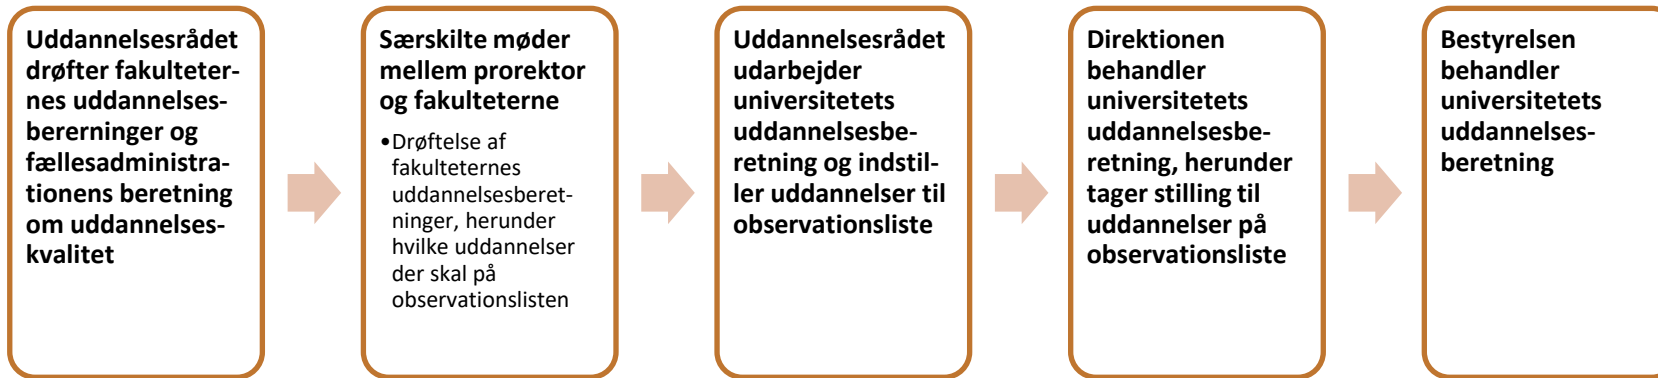 Uddannelsesrådet
drøfter fakulteter-
nes uddannelses-
bererninger og
fællesadministra-
tionens beretning
om uddannelses-
kvalitet
Særskilte møder
mellem prorektor
og fakulteterne
•Drøftelse af
fakulteternes
uddannelsesberet-
ninger, herunder
hvilke uddannelser
der skal på
observationslisten
Uddannelsesrådet
udarbejder
universitetets
uddannelsesbe-
retning og indstil-
ler uddannelser til
observationsliste
Direktionen
behandler
universitetets
uddannelsesbe-
retning, herunder
tager stilling til
uddannelser på
observationsliste
Bestyrelsen
behandler
universitetets
uddannelses-
beretning